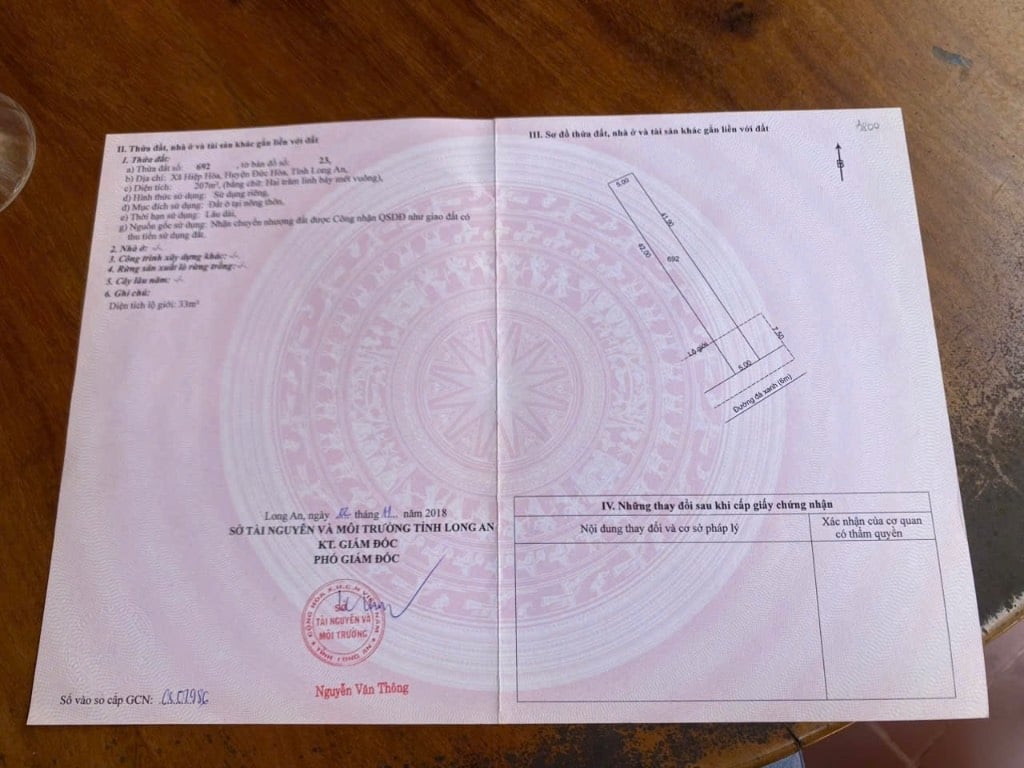 II. Thửa đất, nhà ở và tài sản khác gắn liền với đất
1. Thửa đất:
a) Thửa đất số: 692 , tờ bản đồ số: 23,
b) Địa chỉ: Xã Hiệp Hòa, Huyện Đức Hòa, Tỉnh Long An,
c) Diện tích: 207m², (bằng chữ: Hai trăm linh bảy mét vuông),
d) Hình thức sử dụng: Sử dụng riêng,
đ) Mục đích sử dụng: Đất ở tại nông thôn,
e) Thời hạn sử dụng: Lâu dài,
g) Nguồn gốc sử dụng: Nhận chuyển nhượng đất được Công nhận QSDĐ như giao đất có
thu tiền sử dụng đất.
2. Nhà ở: -/-
3. Công trình xây dựng khác: -/-
4. Rừng sản xuất là rừng trồng: -/-
5. Cây lâu năm: -/-
6. Ghi chú:
Diện tích lộ giới: 33m²
Long An, ngày tháng 11 năm 2018
SỞ TÀI NGUYÊN VÀ MÔI TRƯỜNG TỈNH LONG AN
KT. GIÁM ĐỐC
PHÓ GIÁM ĐỐC
CỘNG HÒA X.H.C.N VIỆT NAM
SỞ
TÀI NGUYÊN VÀ
MÔI TRƯỜNG
TỈNH LONG AN
Nguyễn Văn Thông
Số vào sổ cấp GCN:
III. Sơ đồ thửa đất, nhà ở và tài sản khác gắn liền với đất
B
5.00
41.90
42.00
692
7.50
Lộ giới
5.00
Đường đá xanh (6m)
IV. Những thay đổi sau khi cấp giấy chứng nhận
Nội dung thay đổi và cơ sở pháp lý
Xác nhận của cơ quan
có thẩm quyền